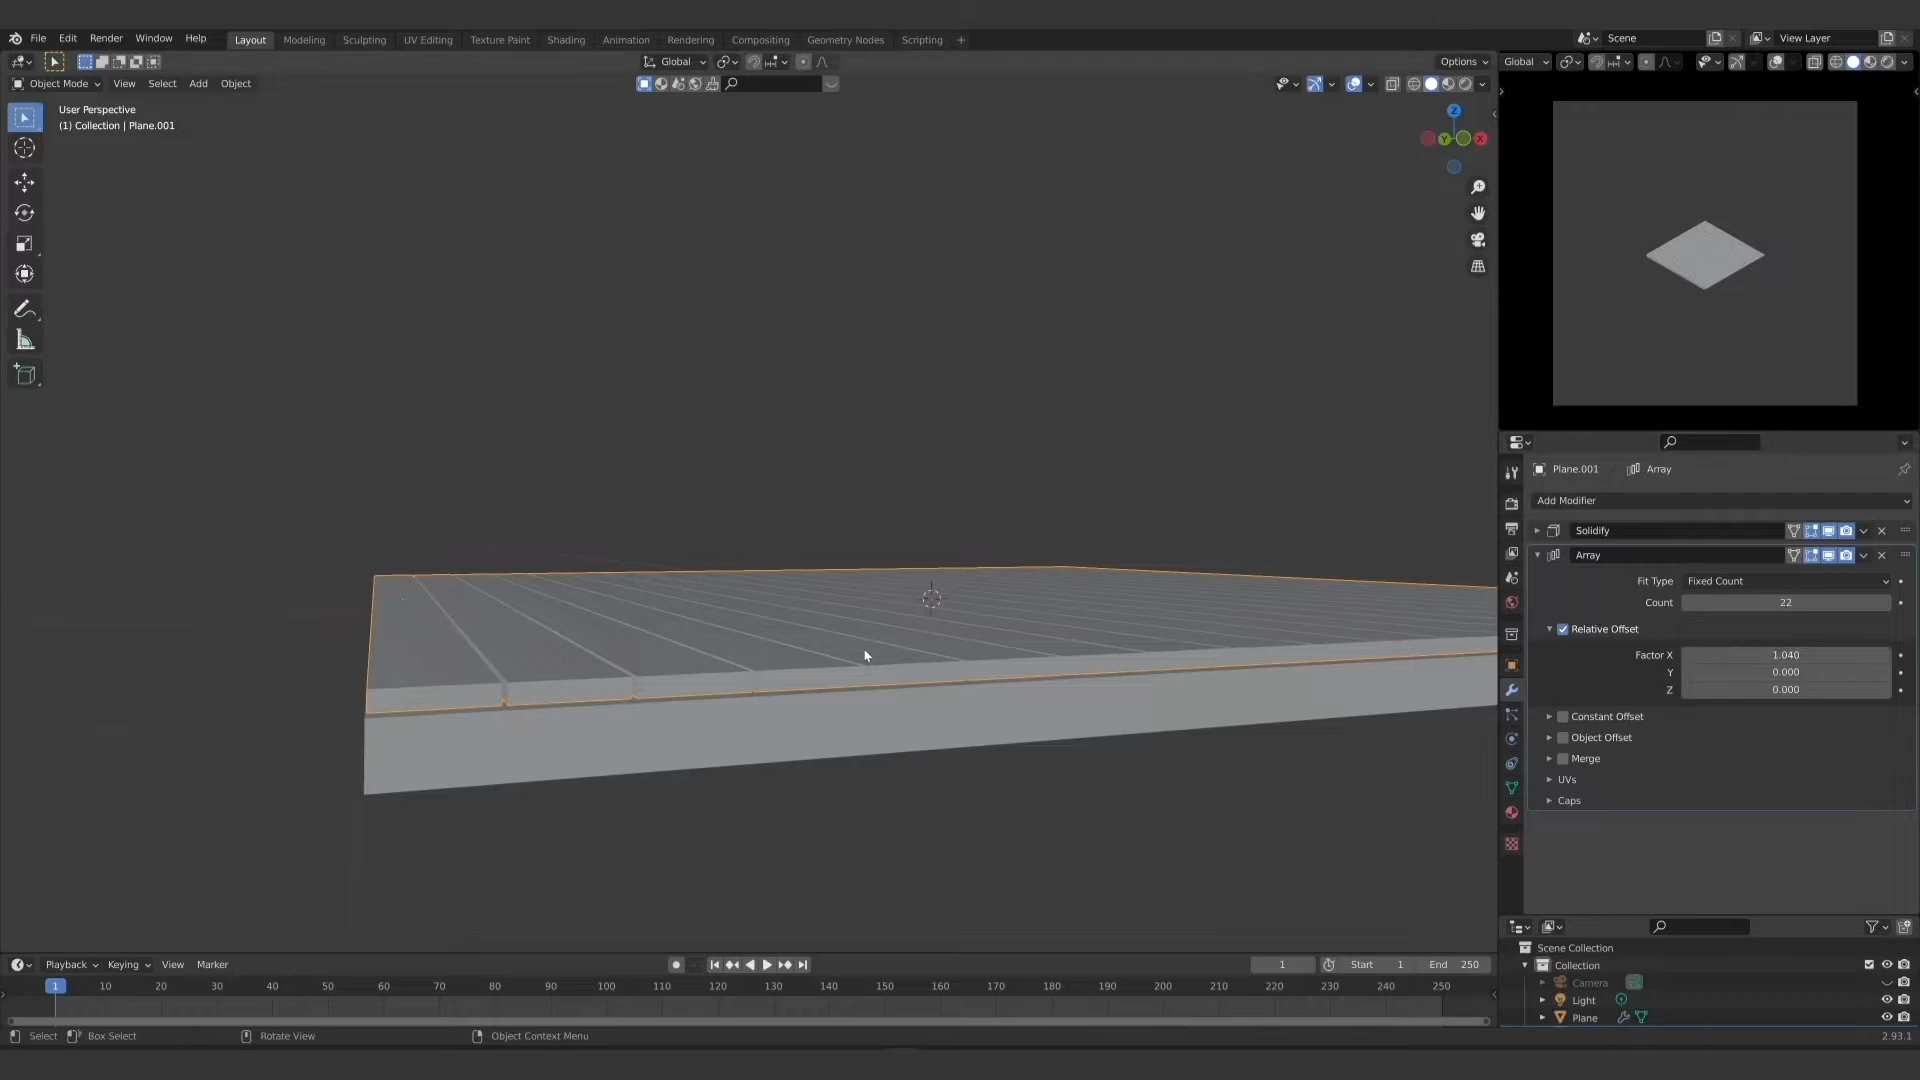 File Edit Render Window Help Layout Modeling Sculpting UV Editing Texture Paint Shading Animation Rendering Compositing Geometry Nodes Scripting + Scene View Layer
Global Options Global
Object Mode View Select Add Object
User Perspective
(1) Collection | Plane.001
Z
Y X
Plane.001 Array
Add Modifier
Solidify
Array
Fit Type Fixed Count
Count 22
Relative Offset
Factor X 1.040
Y 0.000
Z 0.000
Constant Offset
Object Offset
Merge
UVs
Caps
Scene Collection
Collection
Camera
Light
Plane
Playback Keying View Marker 1 Start 1 End 250
1 10 20 30 40 50 60 70 80 90 100 110 120 130 140 150 160 170 180 190 200 210 220 230 240 250
Select Box Select Rotate View Object Context Menu 2.93.1